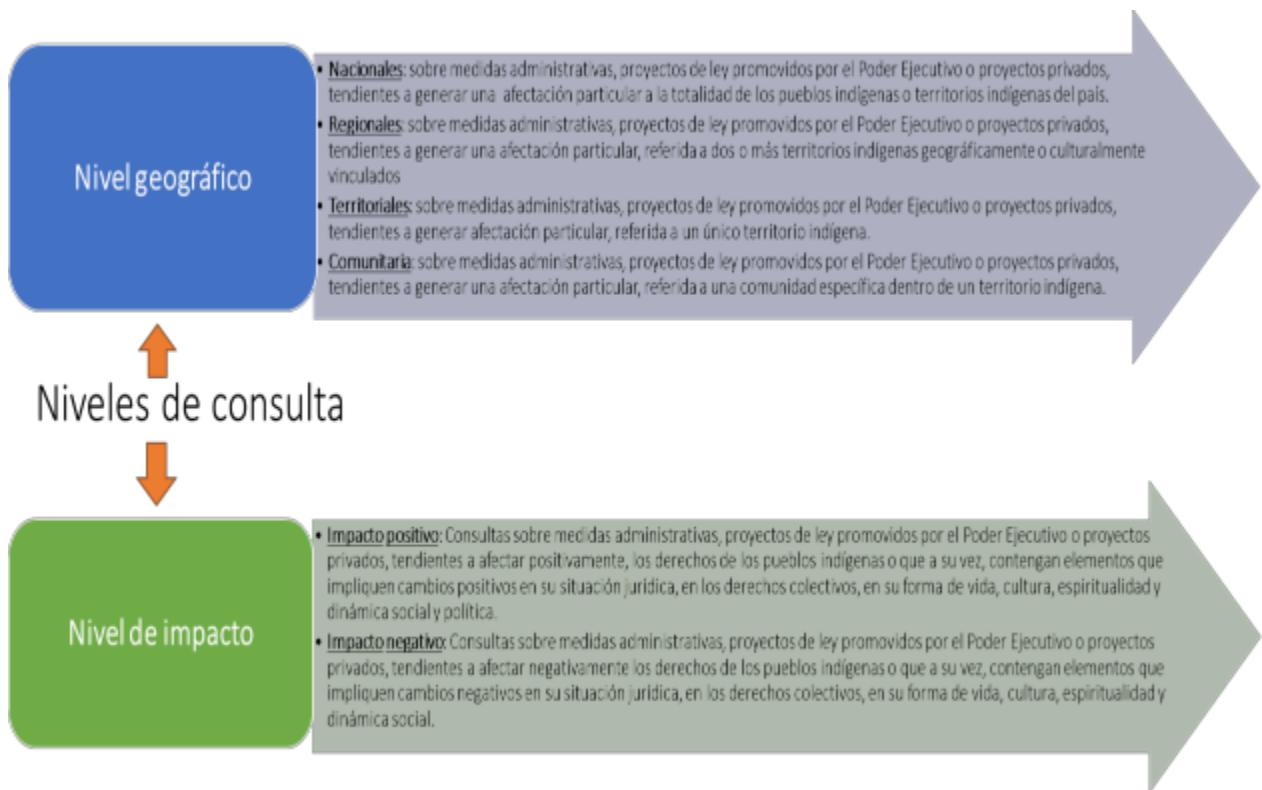 Nivel geográfico
• Nacionales: sobre medidas administrativas, proyectos de ley promovidos por el Poder Ejecutivo o proyectos privados,
tendientes a generar una afectación particular a la totalidad de los pueblos indígenas o territorios indígenas del país.
• Regionales: sobre medidas administrativas, proyectos de ley promovidos por el Poder Ejecutivo o proyectos privados,
tendientes a generar una afectación particular, referida a dos o más territorios indígenas geográficamente o culturalmente
vinculados
• Territoriales: sobre medidas administrativas, proyectos de ley promovidos por el Poder Ejecutivo o proyectos privados,
tendientes a generar afectación particular, referida a un único territorio indígena.
• Comunitaria: sobre medidas administrativas, proyectos de ley promovidos por el Poder Ejecutivo o proyectos privados,
tendientes a generar una afectación particular, referida a una comunidad específica dentro de un territorio indígena.
Niveles de consulta
Nivel de impacto
• Impacto positivo: Consultas sobre medidas administrativas, proyectos de ley promovidos por el Poder Ejecutivo o proyectos
privados, tendientes a afectar positivamente, los derechos de los pueblos indígenas o que a su vez, contengan elementos que
impliquen cambios positivos en su situación jurídica, en los derechos colectivos, en su forma de vida, cultura, espiritualidad y
dinámica social y política.
• Impacto negativo: Consultas sobre medidas administrativas, proyectos de ley promovidos por el Poder Ejecutivo o proyectos
privados, tendientes a afectar negativamente los derechos de los pueblos indígenas o que a su vez, contengan elementos que
impliquen cambios negativos en su situación jurídica, en los derechos colectivos, en su forma de vida, cultura, espiritualidad y
dinámica social.